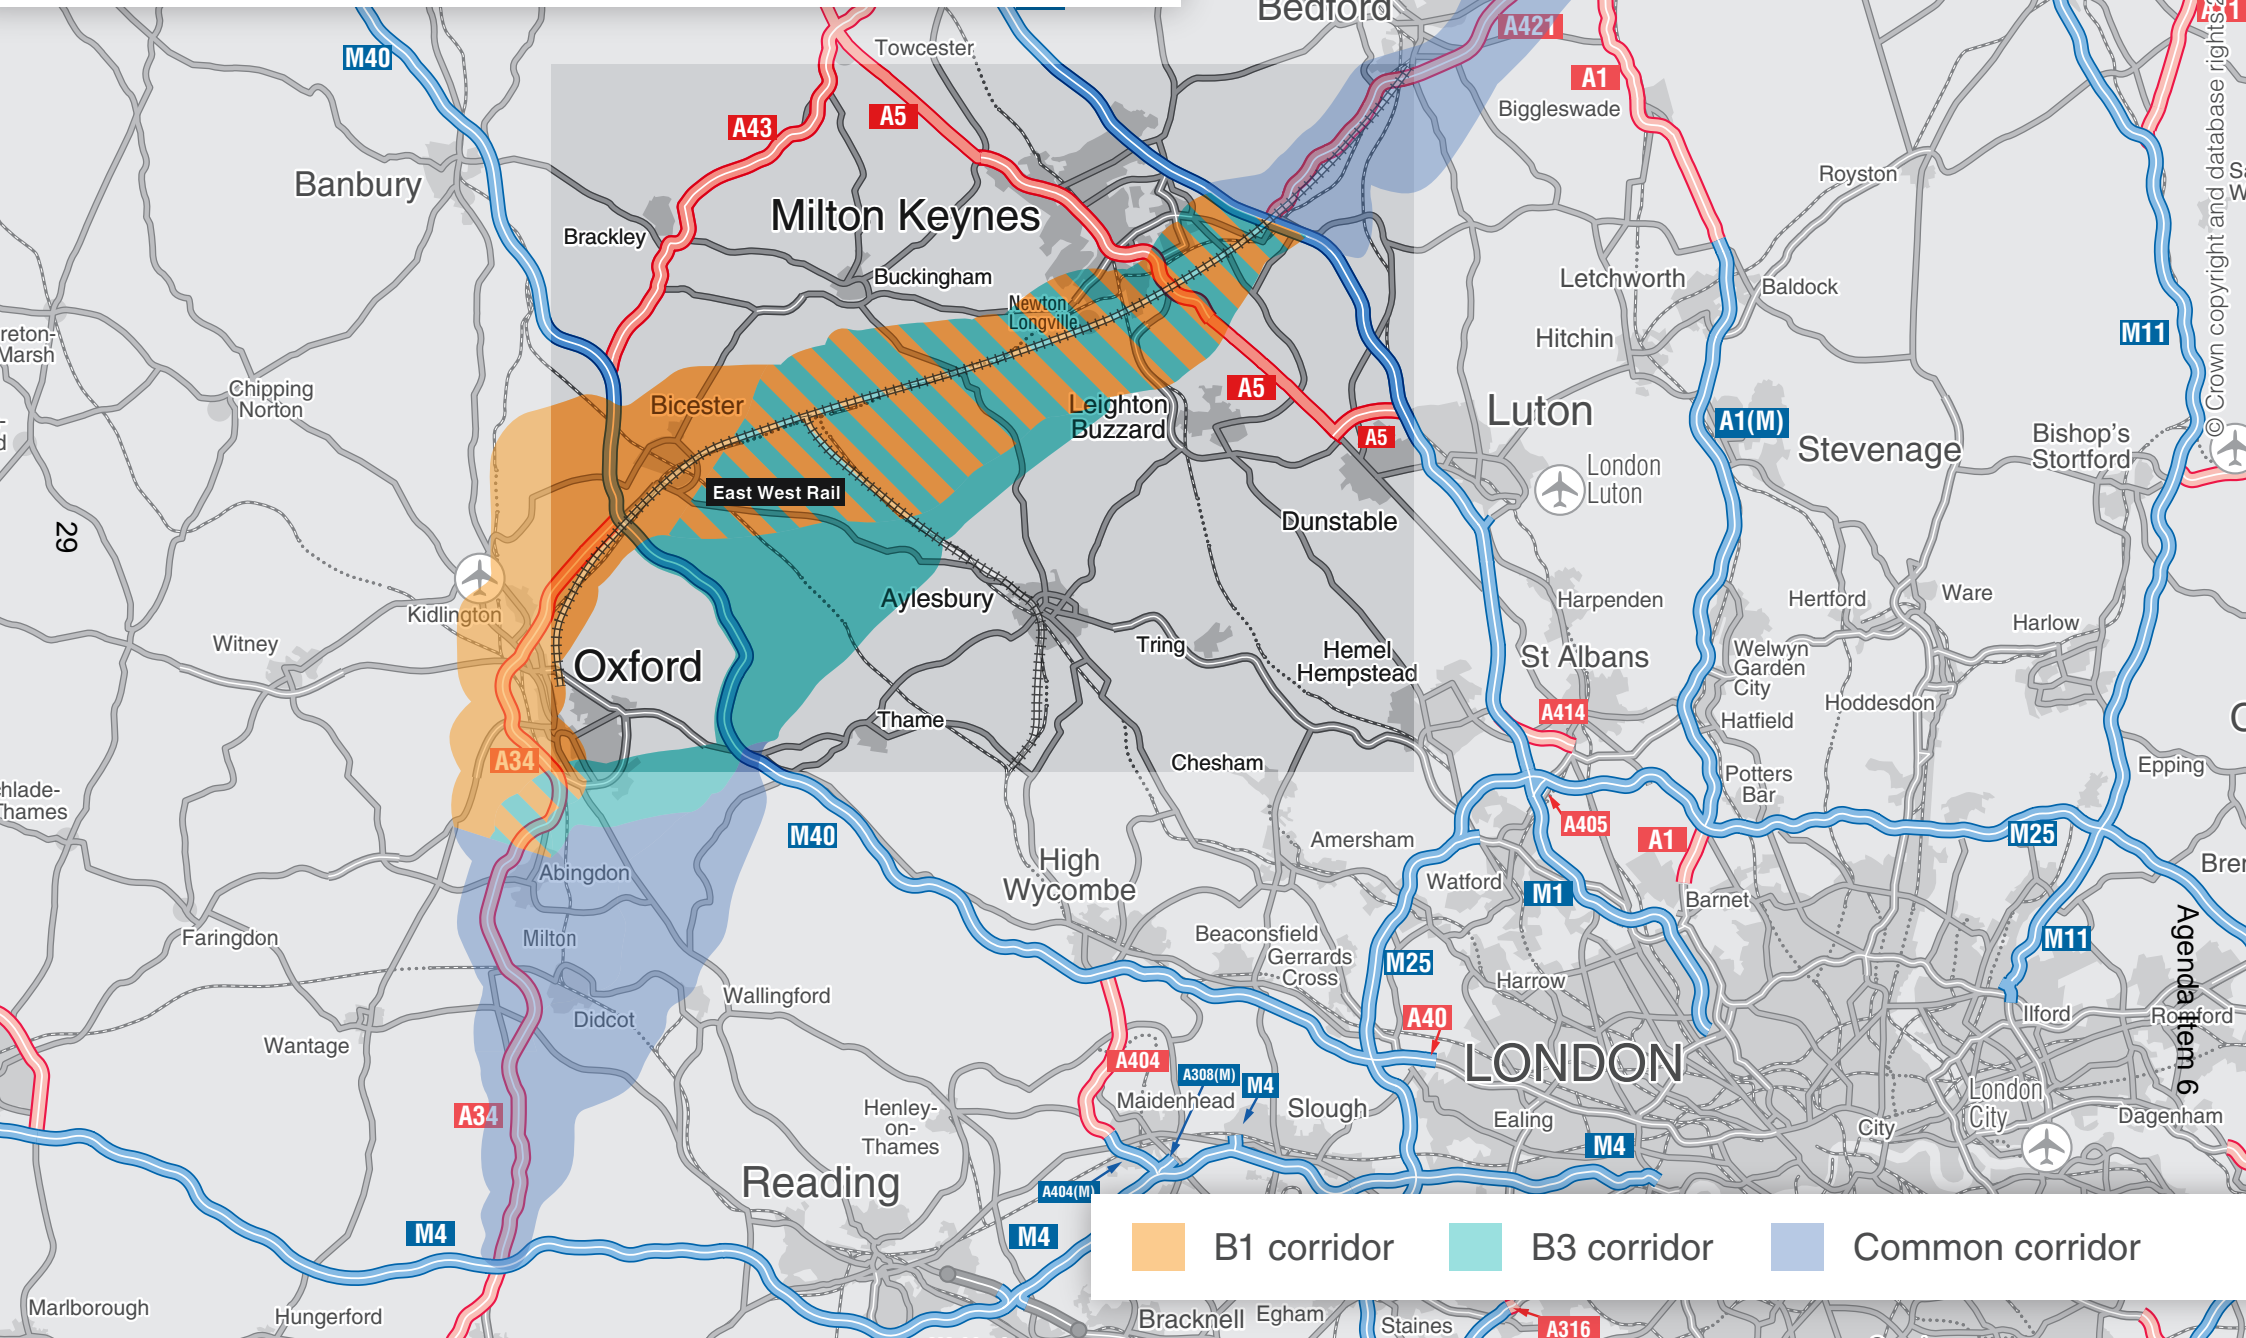 Bedford
A421
M40
Towcester
A1
A5
A43
Biggleswade
Banbury
Royston
Milton Keynes
Brackley
Buckingham
Letchworth
Baldock
Newton
Longville
reton-
Marsh
Hitchin
M11
© Crown copyright and database rights
Chipping
Norton
A5
Bicester
Leighton
Buzzard
Luton
A1(M)
A5
Stevenage
Bishop's
Stortford
London
Luton
East West Rail
29
Dunstable
Kidlington
Aylesbury
Harpenden
Hertford
Ware
Harlow
Witney
Oxford
Tring
Hemel
Hempstead
St Albans
Welwyn
Garden
City
Hoddesdon
Thame
A414
Hatfield
A34
Chesham
Epping
Potters
Bar
hlade-
Thames
M40
A405
A1
M25
Amersham
High
Wycombe
Abingdon
Watford
M1
Barnet
Faringdon
Milton
Beaconsfield
Gerrards
Cross
M25
M11
Agenda Item 6
Harrow
Wallingford
Didcot
Wantage
A40
Ilford
Romford
LONDON
A404
A308(M)
M4
Maidenhead
Slough
London
City
A34
Henley-
on-
Thames
Ealing
City
Dagenham
M4
Reading
A404(M)
M4
M4
B1 corridor
B3 corridor
Common corridor
Marlborough
Hungerford
Bracknell
Egham
Staines
A316